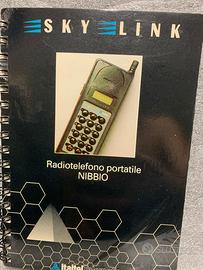 SKY LINK
Radiotelefono portatile
NIBBIO
Italtel